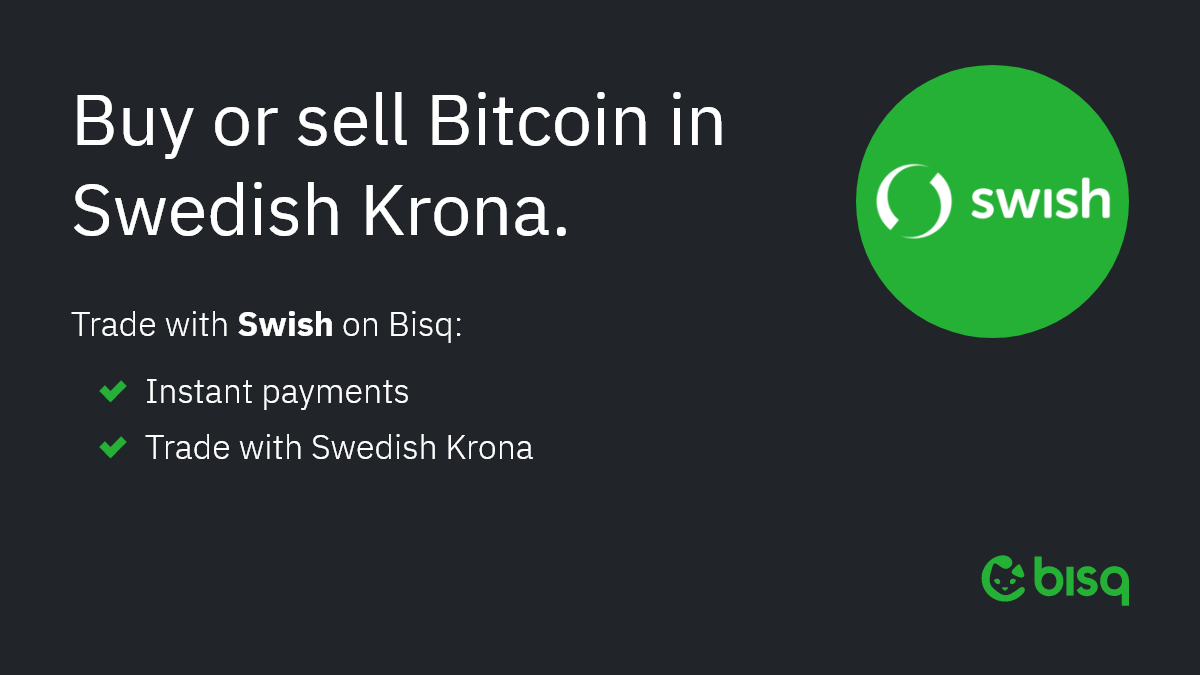 Buy or sell Bitcoin in
Swedish Krona.
swish
Trade with Swish on Bisq:
Instant payments
Trade with Swedish Krona
bisq